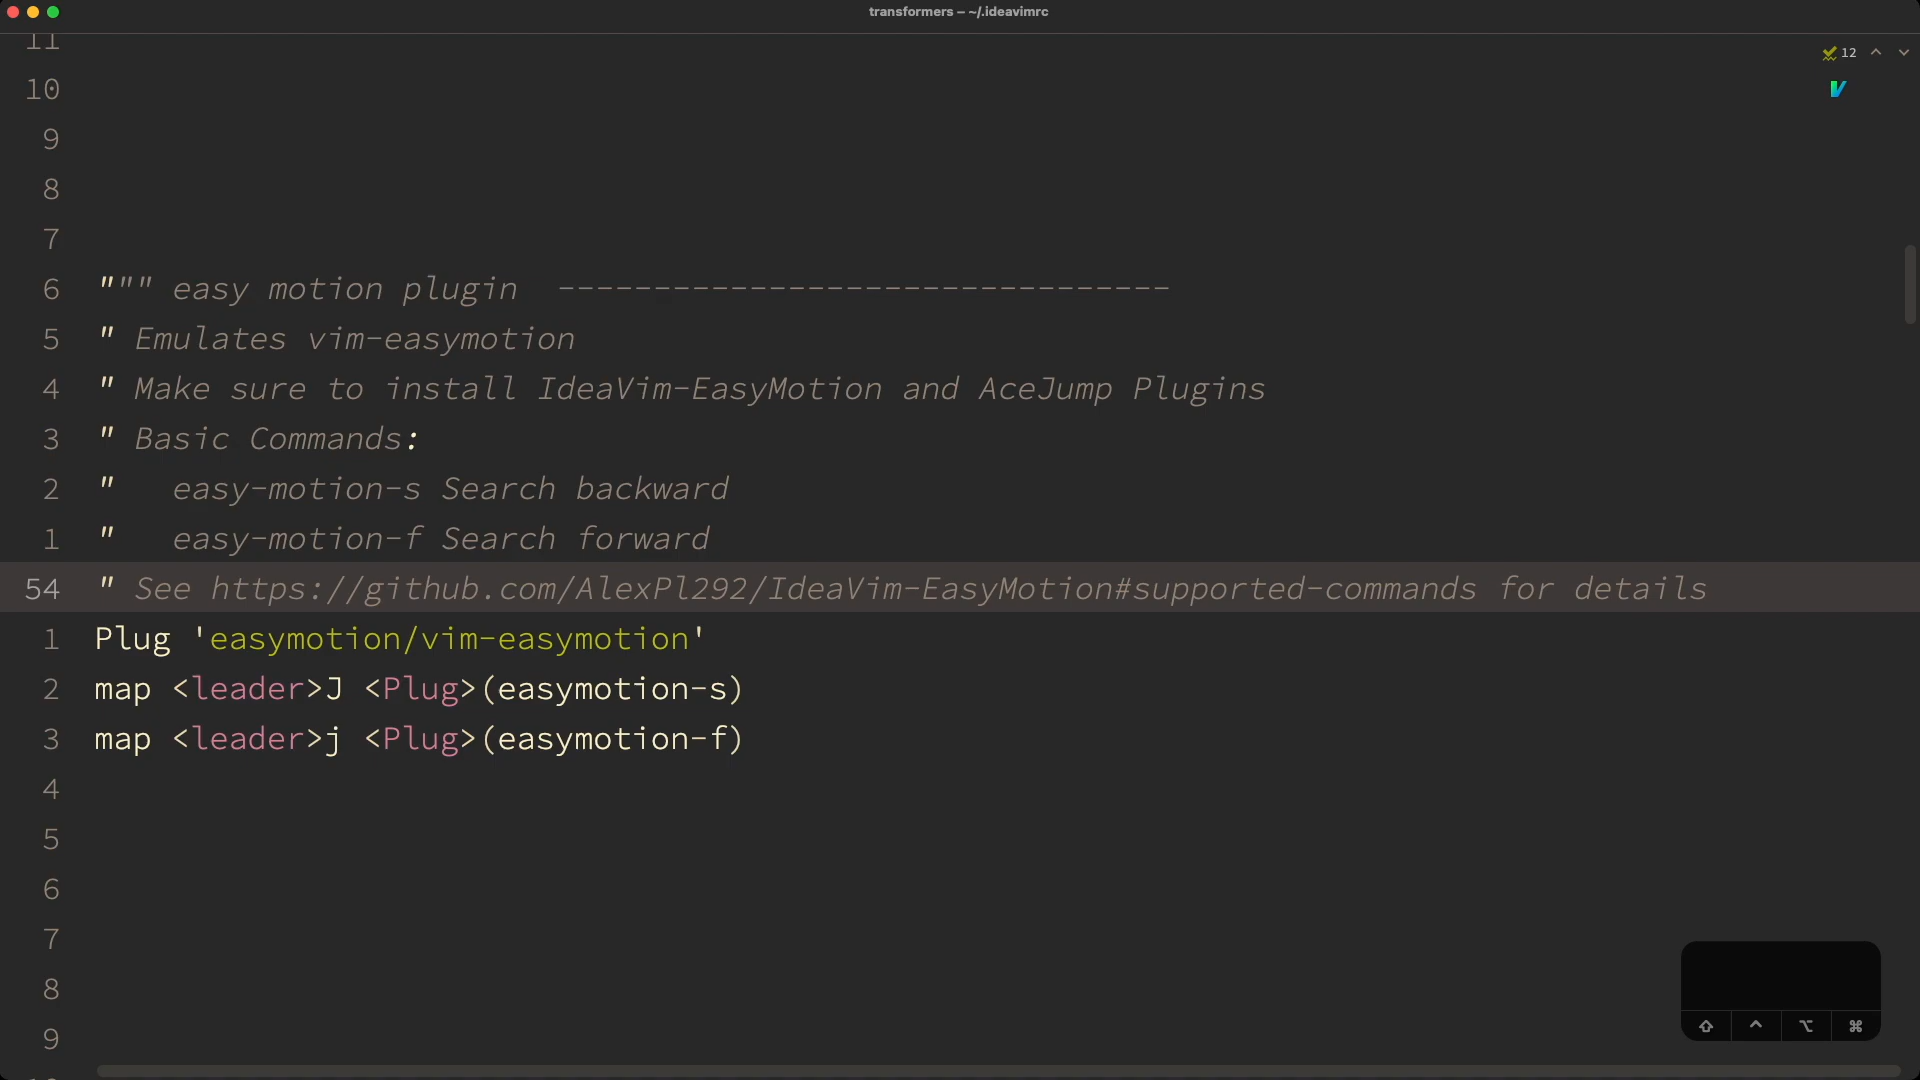 transformers – ~/.ideavimrc
11
12
10
9
8
7
6 """ easy motion plugin  --------------------------------
5 " Emulates vim-easymotion
4 " Make sure to install IdeaVim-EasyMotion and AceJump Plugins
3 " Basic Commands:
2 "   easy-motion-s Search backward
1 "   easy-motion-f Search forward
54 " See https://github.com/AlexPl292/IdeaVim-EasyMotion#supported-commands for details
1 Plug 'easymotion/vim-easymotion'
2 map <leader>J <Plug>(easymotion-s)
3 map <leader>j <Plug>(easymotion-f)
4
5
6
7
8
9